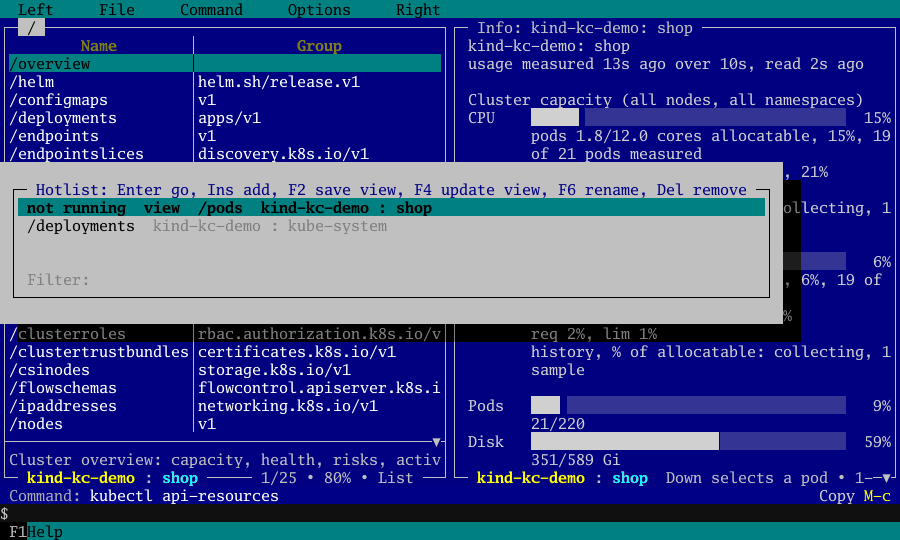 Left File Command Options Right
/
Name Group
/overview
/helm helm.sh/release.v1
/configmaps v1
/deployments apps/v1
/endpoints v1
/endpointslices discovery.k8s.io/v1
Info: kind-kc-demo: shop
kind-kc-demo: shop
usage measured 13s ago over 10s, read 2s ago
Cluster capacity (all nodes, all namespaces)
CPU 15%
pods 1.8/12.0 cores allocatable, 15%, 19
of 21 pods measured
, 21%
Hotlist: Enter go, Ins add, F2 save view, F4 update view, F6 rename, Del remove
not running view /pods kind-kc-demo : shop
/deployments kind-kc-demo : kube-system
Filter:
ollecting, 1
6%
, 6%, 19 of
%
/clusterroles rbac.authorization.k8s.io/v
/clustertrustbundles certificates.k8s.io/v1
/csinodes storage.k8s.io/v1
/flowschemas flowcontrol.apiserver.k8s.i
/ipaddresses networking.k8s.io/v1
/nodes v1
req 2%, lim 1%
history, % of allocatable: collecting, 1
sample
Pods 9%
21/220
Disk 59%
351/589 Gi
Cluster overview: capacity, health, risks, activ
kind-kc-demo : shop 1/25 • 80% • List
kind-kc-demo : shop Down selects a pod • 1
Command: kubectl api-resources
Copy M-c
$
F1Help